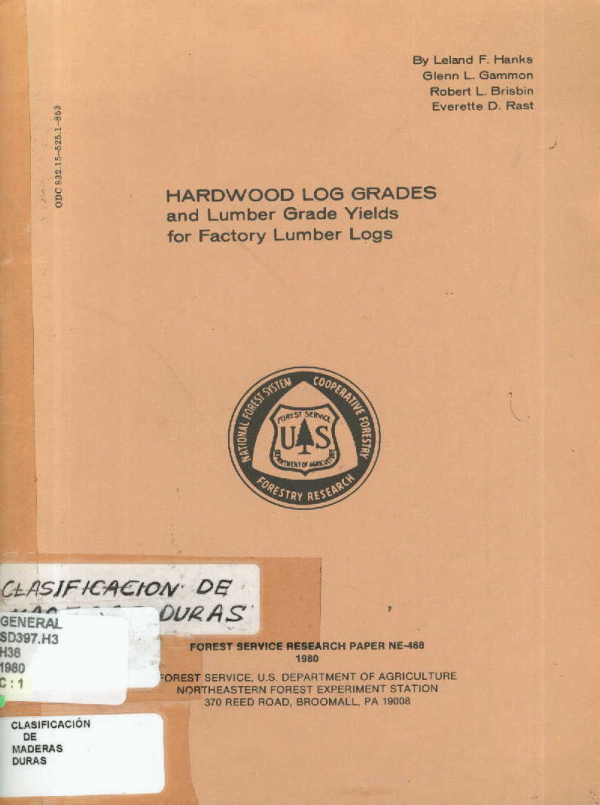 By Leland F. Hanks
Glenn L. Gammon
Robert L. Brisbin
Everette D. Rast
ODC 832.15-525.1-853
HARDWOOD LOG GRADES
and Lumber Grade Yields
for Factory Lumber Logs
NATIONAL FOREST SYSTEM
COOPERATIVE FORESTRY
FORESTRY RESEARCH
FOREST SERVICE
U S
DEPARTMENT OF AGRICULTURE
CLASIFICACION DE
DURAS
GENERAL
SD397.H3
H36
1980
C : 1
FOREST SERVICE RESEARCH PAPER NE-468
1980
FOREST SERVICE, U.S. DEPARTMENT OF AGRICULTURE
NORTHEASTERN FOREST EXPERIMENT STATION
370 REED ROAD, BROOMALL, PA 19008
CLASIFICACIÓN
DE
MADERAS
DURAS